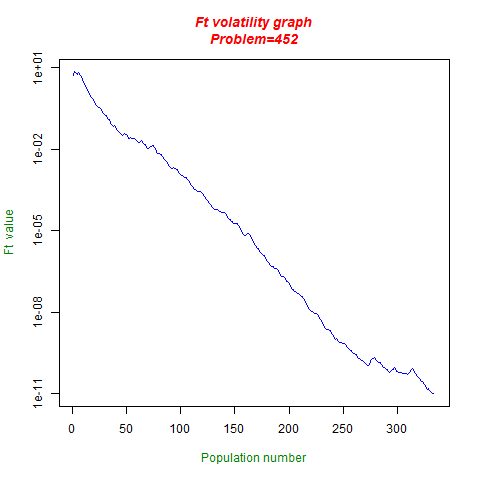 Ft volatility graph
Problem=452
1e+01
1e-02
1e-05
1e-08
1e-11
Ft value
0 50 100 150 200 250 300
Population number